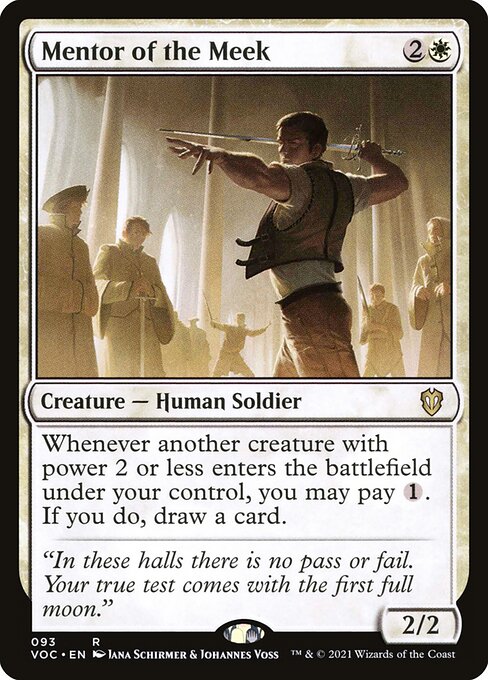 Mentor of the Meek 2
Creature — Human Soldier
Whenever another creature with
power 2 or less enters the battlefield
under your control, you may pay 1.
If you do, draw a card.
“In these halls there is no pass or fail.
Your true test comes with the first full
moon.”
2/2
093 R
VOC • EN Jana Schirmer & Johannes Voss ™ & © 2021 Wizards of the Coast